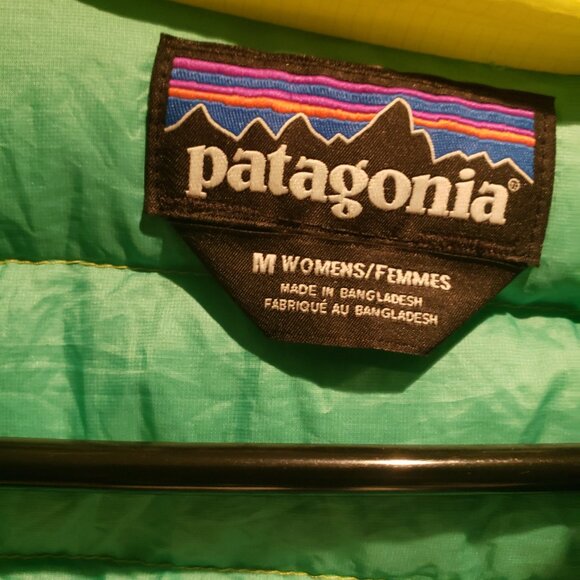 patagonia®
M WOMENS/FEMMES
MADE IN BANGLADESH
FABRIQUÉ AU BANGLADESH